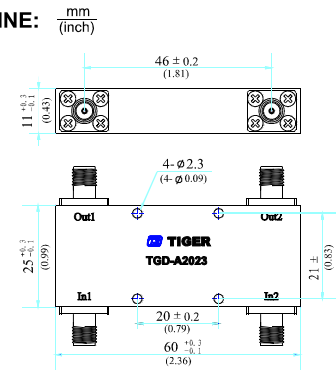 INE: mm
(inch)
46 ± 0.2
(1.81)
11 +0.3 -0.1
(0.43)
4-Ø2.3
(4-Ø0.09)
Out1
Out2
TIGER
TGD-A2023
25 +0.3 -0.1
(0.99)
21 ±
(0.83)
In1
In2
20 ± 0.2
(0.79)
60 +0.3 -0.1
(2.36)